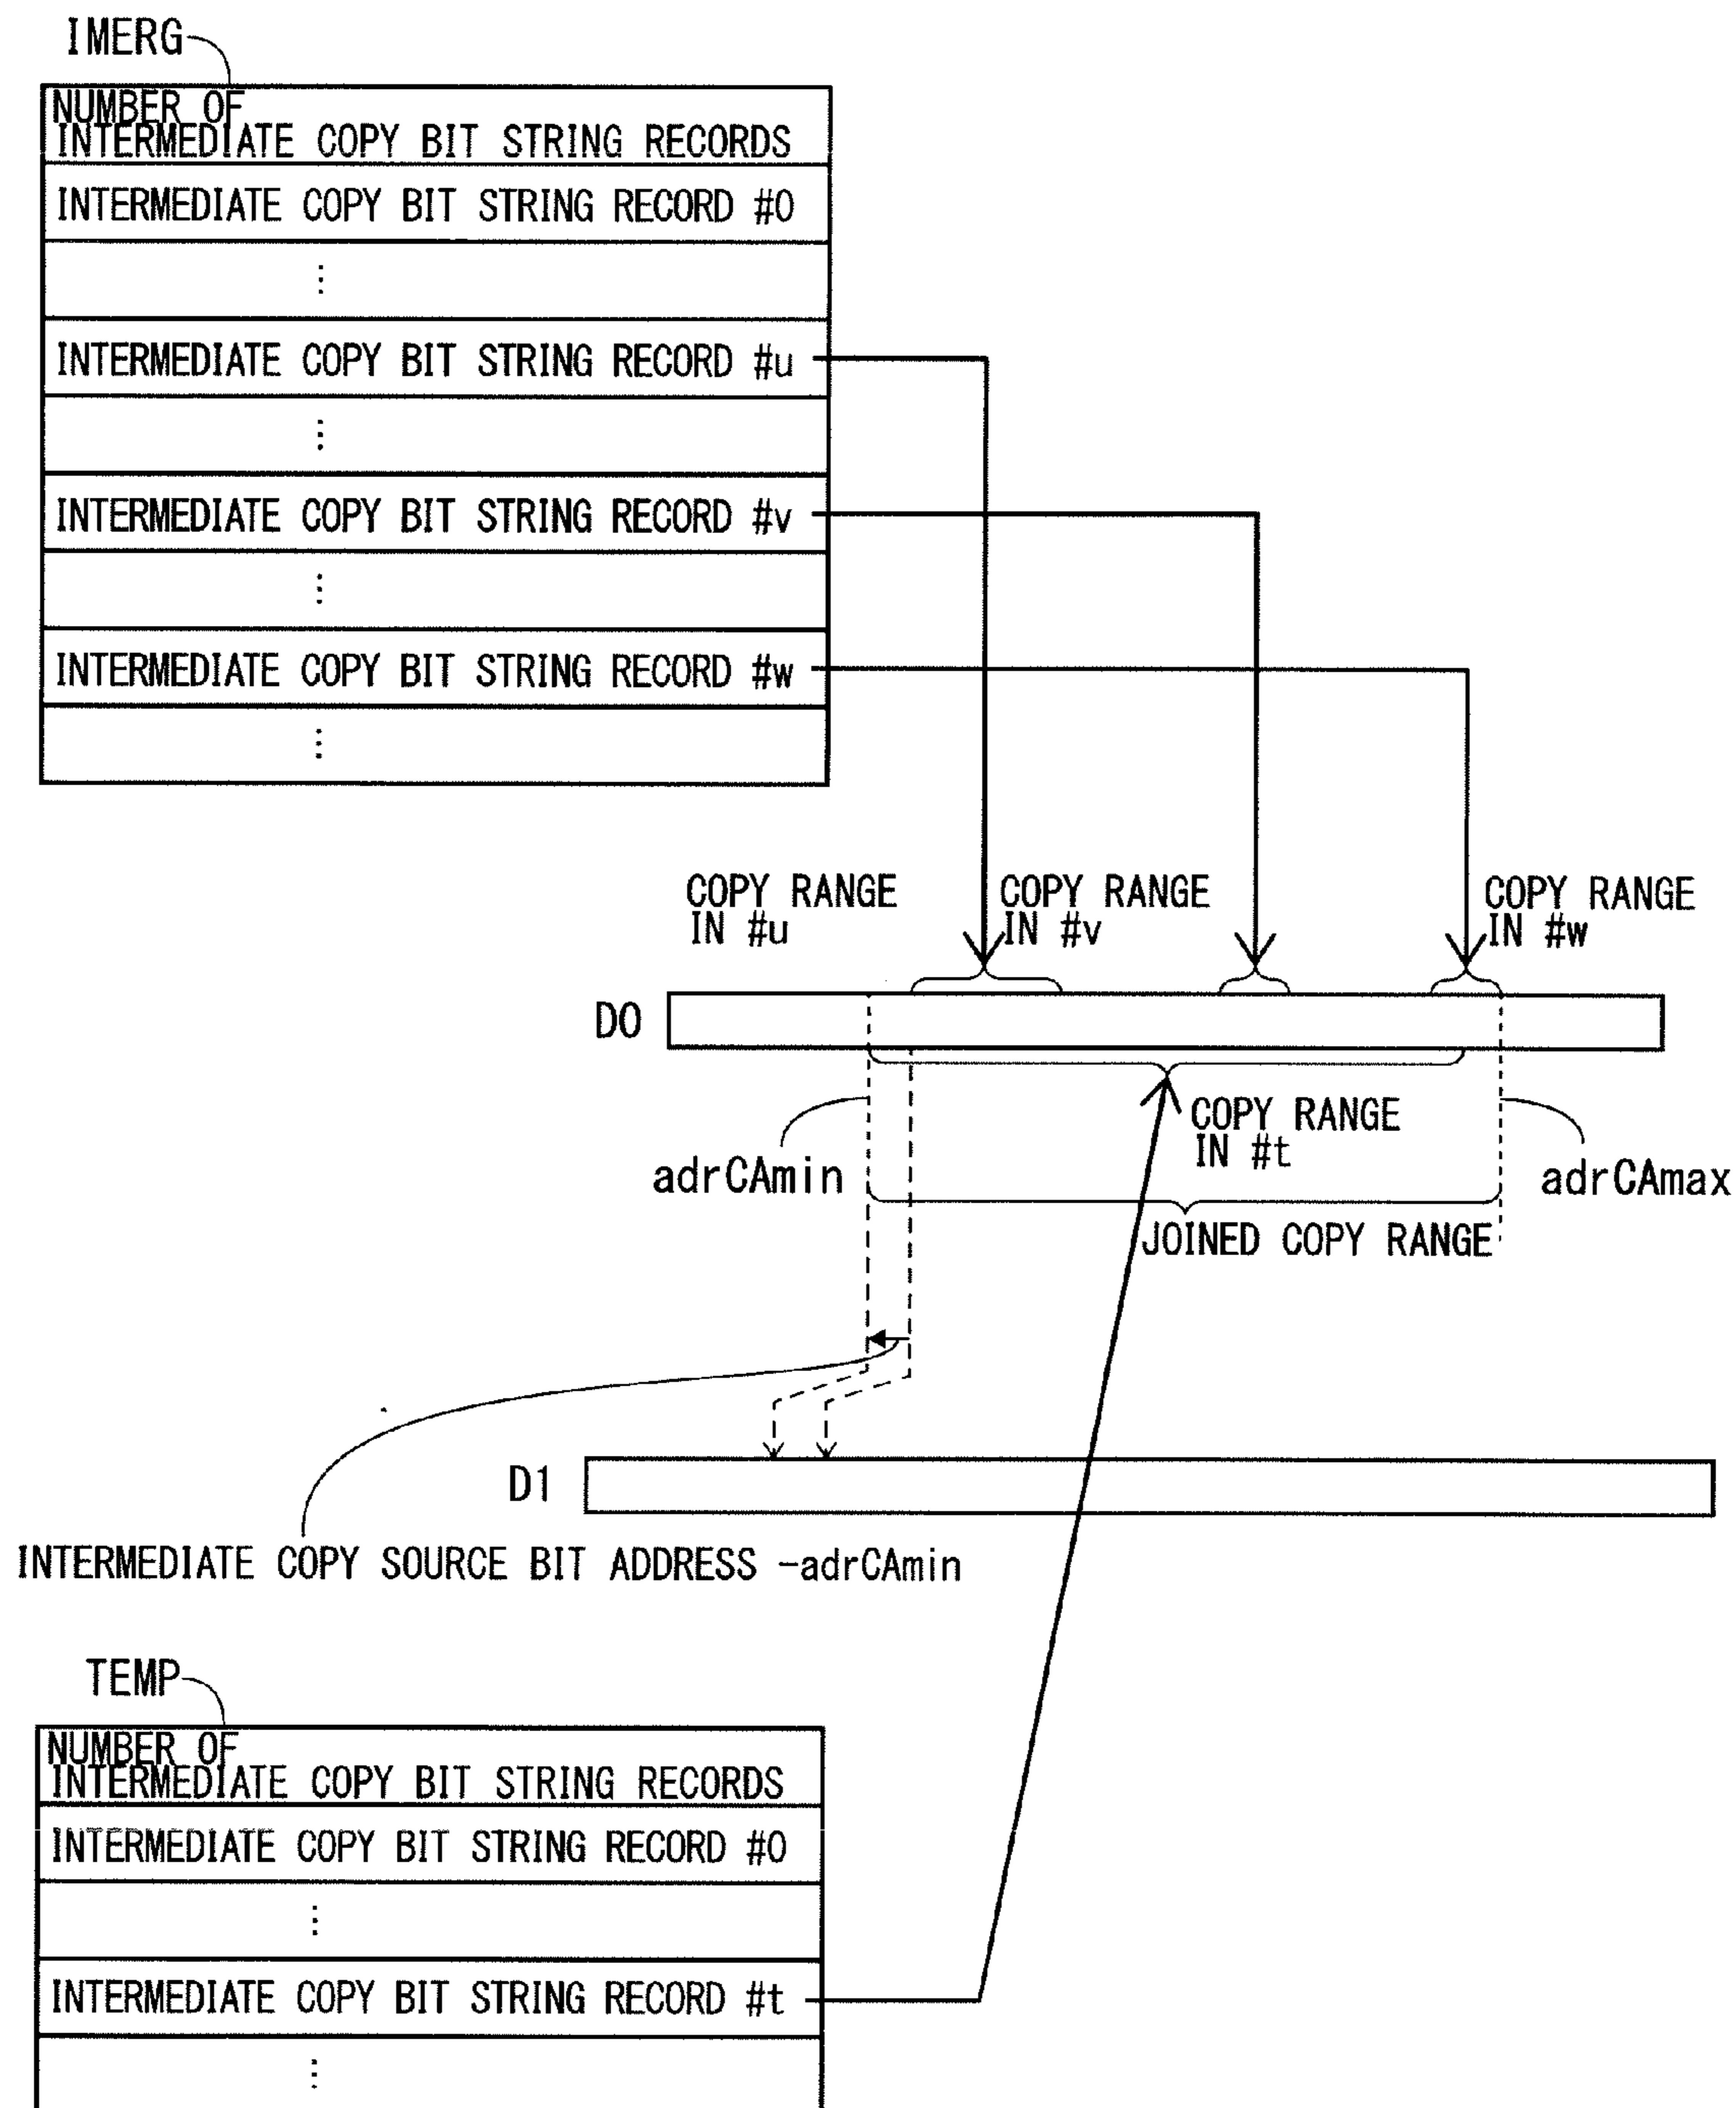 IMERG
NUMBER OF
INTERMEDIATE COPY BIT STRING RECORDS
INTERMEDIATE COPY BIT STRING RECORD #0
⋮
INTERMEDIATE COPY BIT STRING RECORD #u
⋮
INTERMEDIATE COPY BIT STRING RECORD #v
⋮
INTERMEDIATE COPY BIT STRING RECORD #w
⋮
COPY RANGE
IN #u
COPY RANGE
IN #v
COPY RANGE
IN #w
D0
COPY RANGE
IN #t
adrCAmin
adrCAmax
JOINED COPY RANGE
D1
INTERMEDIATE COPY SOURCE BIT ADDRESS -adrCAmin
TEMP
NUMBER OF
INTERMEDIATE COPY BIT STRING RECORDS
INTERMEDIATE COPY BIT STRING RECORD #0
⋮
INTERMEDIATE COPY BIT STRING RECORD #t
⋮